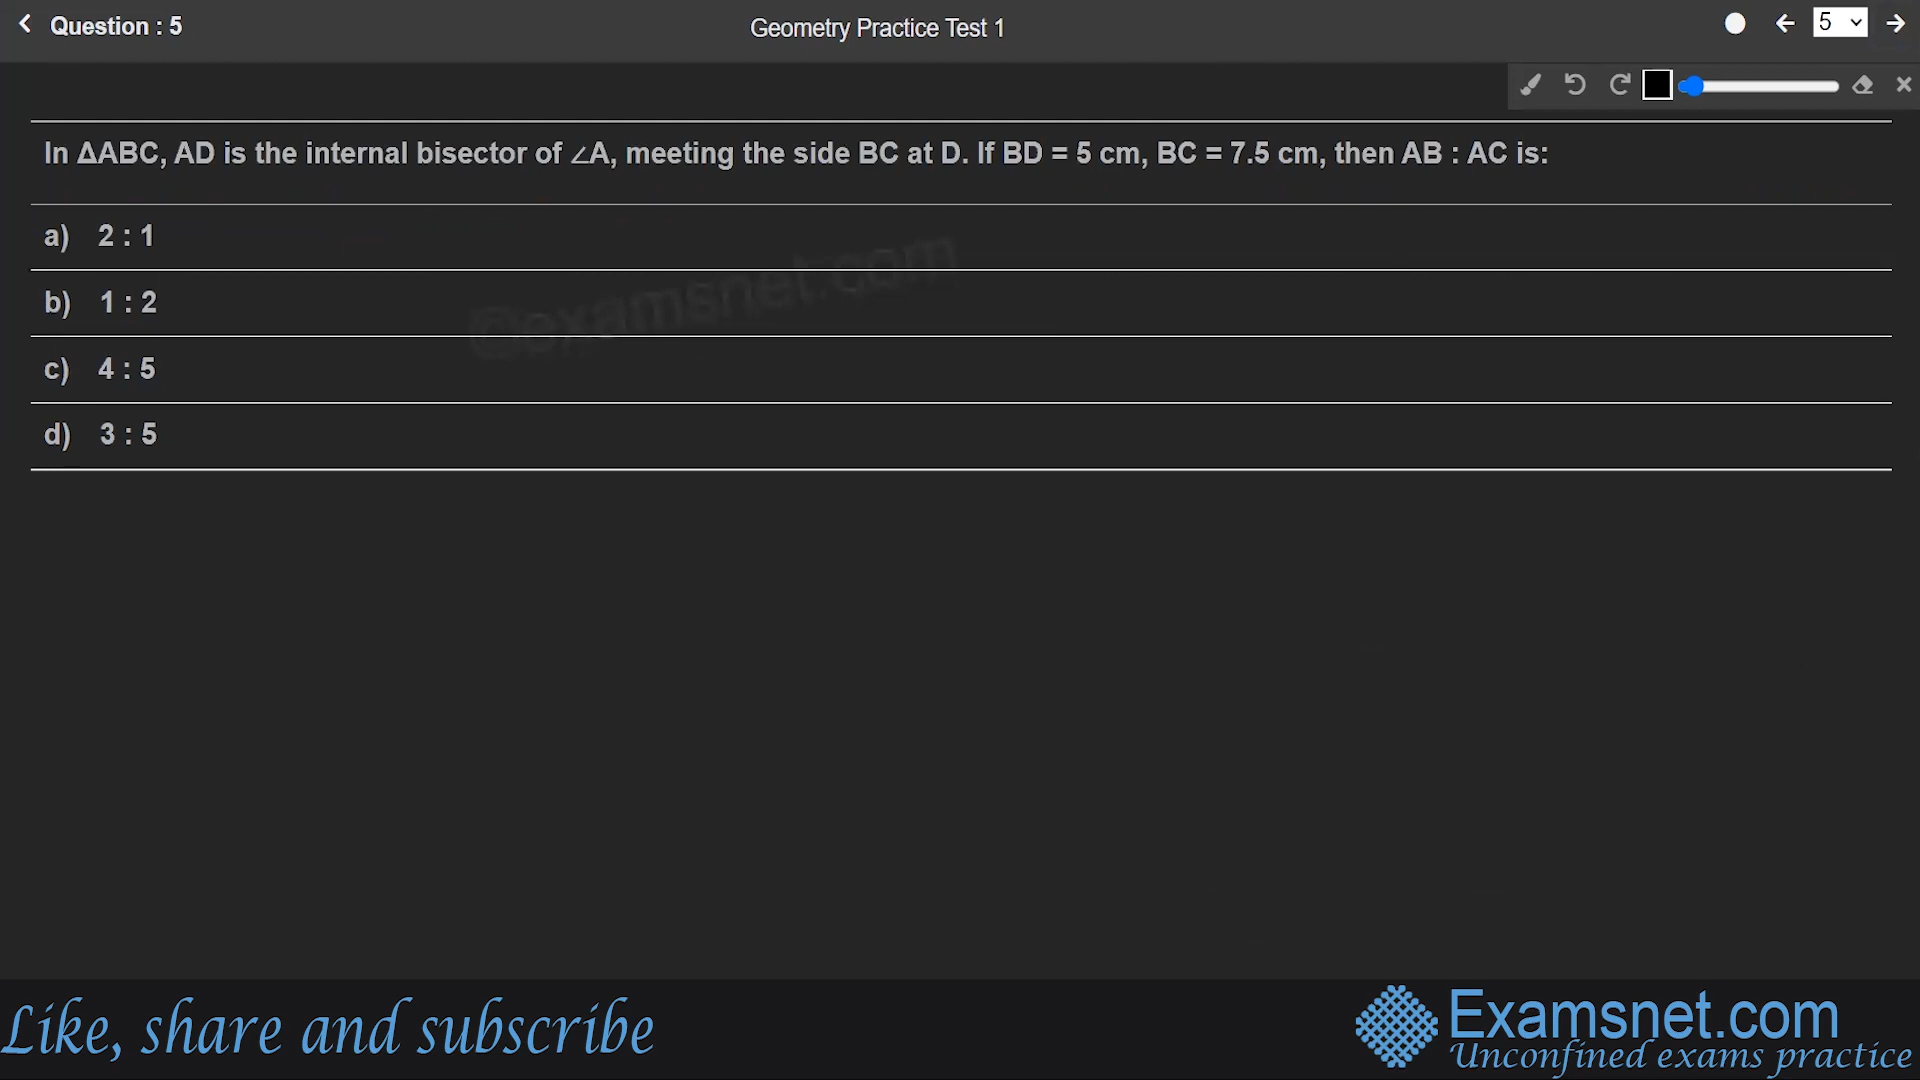 Question : 5
Geometry Practice Test 1
5
In ΔABC, AD is the internal bisector of ∠A, meeting the side BC at D. If BD = 5 cm, BC = 7.5 cm, then AB : AC is:
a) 2 : 1
b) 1 : 2
c) 4 : 5
d) 3 : 5
©examsnet.com
Like, share and subscribe
Examsnet.com
Unconfined exams practice